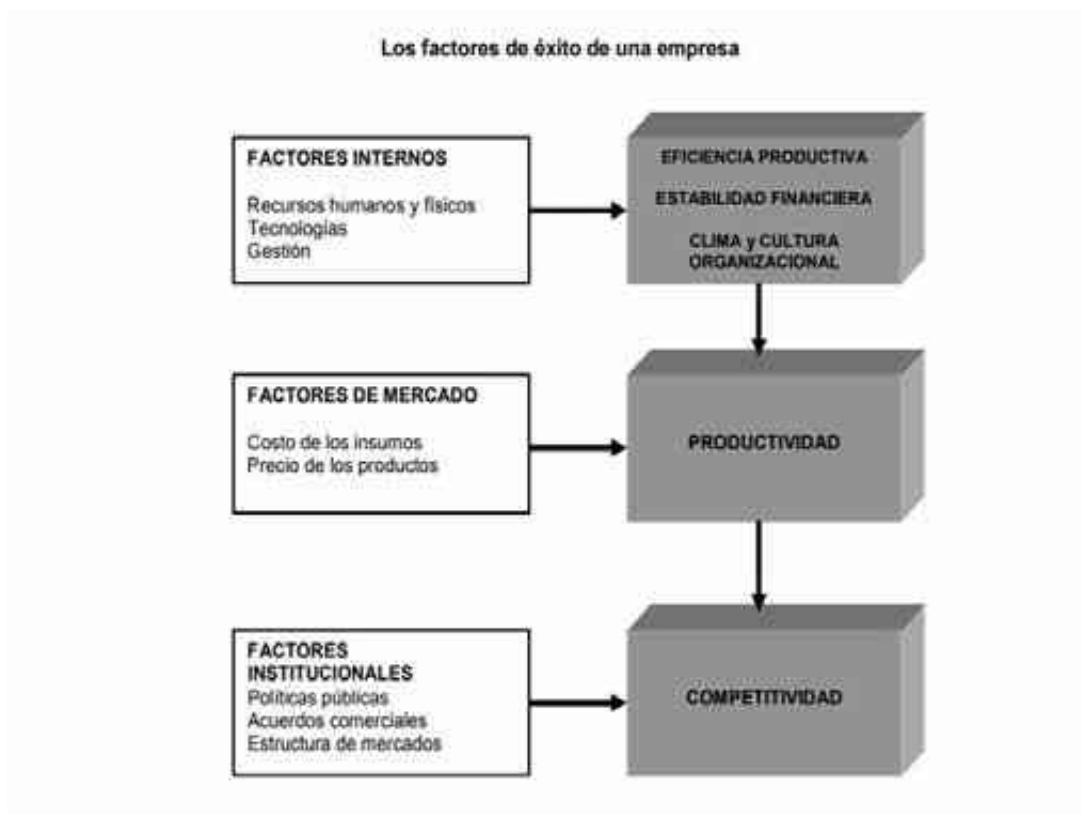 Los factores de éxito de una empresa
FACTORES INTERNOS
Recursos humanos y físicos
Tecnologías
Gestión
EFICIENCIA PRODUCTIVA
ESTABILIDAD FINANCIERA
CLIMA y CULTURA
ORGANIZACIONAL
FACTORES DE MERCADO
Costo de los insumos
Precio de los productos
PRODUCTIVIDAD
FACTORES
INSTITUCIONALES
Políticas públicas
Acuerdos comerciales
Estructura de mercados
COMPETITIVIDAD